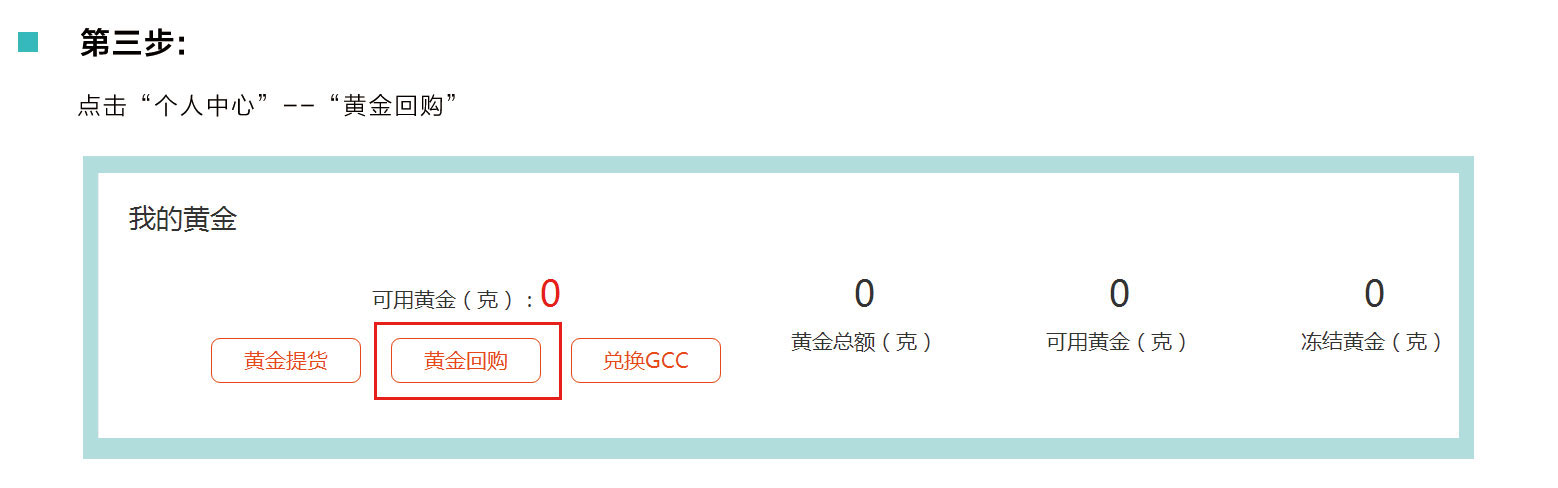 第三步:
点击“个人中心”--“黄金回购”
我的黄金
可用黄金（克）: 0
黄金提货 黄金回购 兑换GCC
0 0 0
黄金总额（克） 可用黄金（克） 冻结黄金（克）